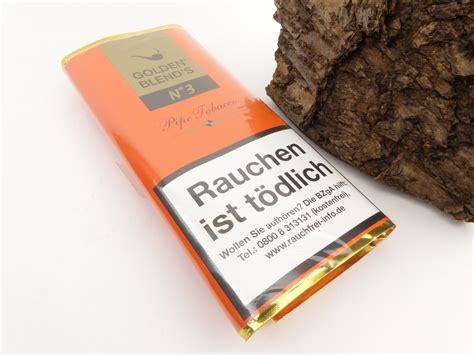 GOLDEN
BLEND'S
N°3
Pipe Tobacco
Rauchen
ist tödlich
Wollen Sie aufhören? Die BZgA hilft:
Tel.: 0800 8 313131 (kostenfrei),
www.rauchfrei-info.de